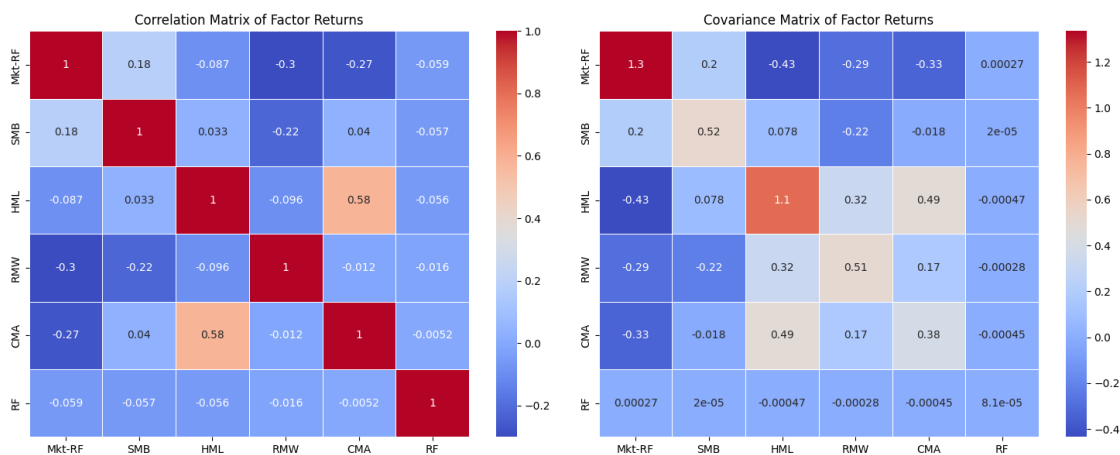 Correlation Matrix of Factor Returns
Mkt-RF 1 0.18 -0.087 -0.3 -0.27 -0.059
SMB 0.18 1 0.033 -0.22 0.04 -0.057
HML -0.087 0.033 1 -0.096 0.58 -0.056
RMW -0.3 -0.22 -0.096 1 -0.012 -0.016
CMA -0.27 0.04 0.58 -0.012 1 -0.0052
RF -0.059 -0.057 -0.056 -0.016 -0.0052 1
Mkt-RF SMB HML RMW CMA RF
1.0
0.8
0.6
0.4
0.2
0.0
−0.2
Covariance Matrix of Factor Returns
Mkt-RF 1.3 0.2 -0.43 -0.29 -0.33 0.00027
SMB 0.2 0.52 0.078 -0.22 -0.018 2e-05
HML -0.43 0.078 1.1 0.32 0.49 -0.00047
RMW -0.29 -0.22 0.32 0.51 0.17 -0.00028
CMA -0.33 -0.018 0.49 0.17 0.38 -0.00045
RF 0.00027 2e-05 -0.00047 -0.00028 -0.00045 8.1e-05
Mkt-RF SMB HML RMW CMA RF
1.2
1.0
0.8
0.6
0.4
0.2
0.0
−0.2
−0.4